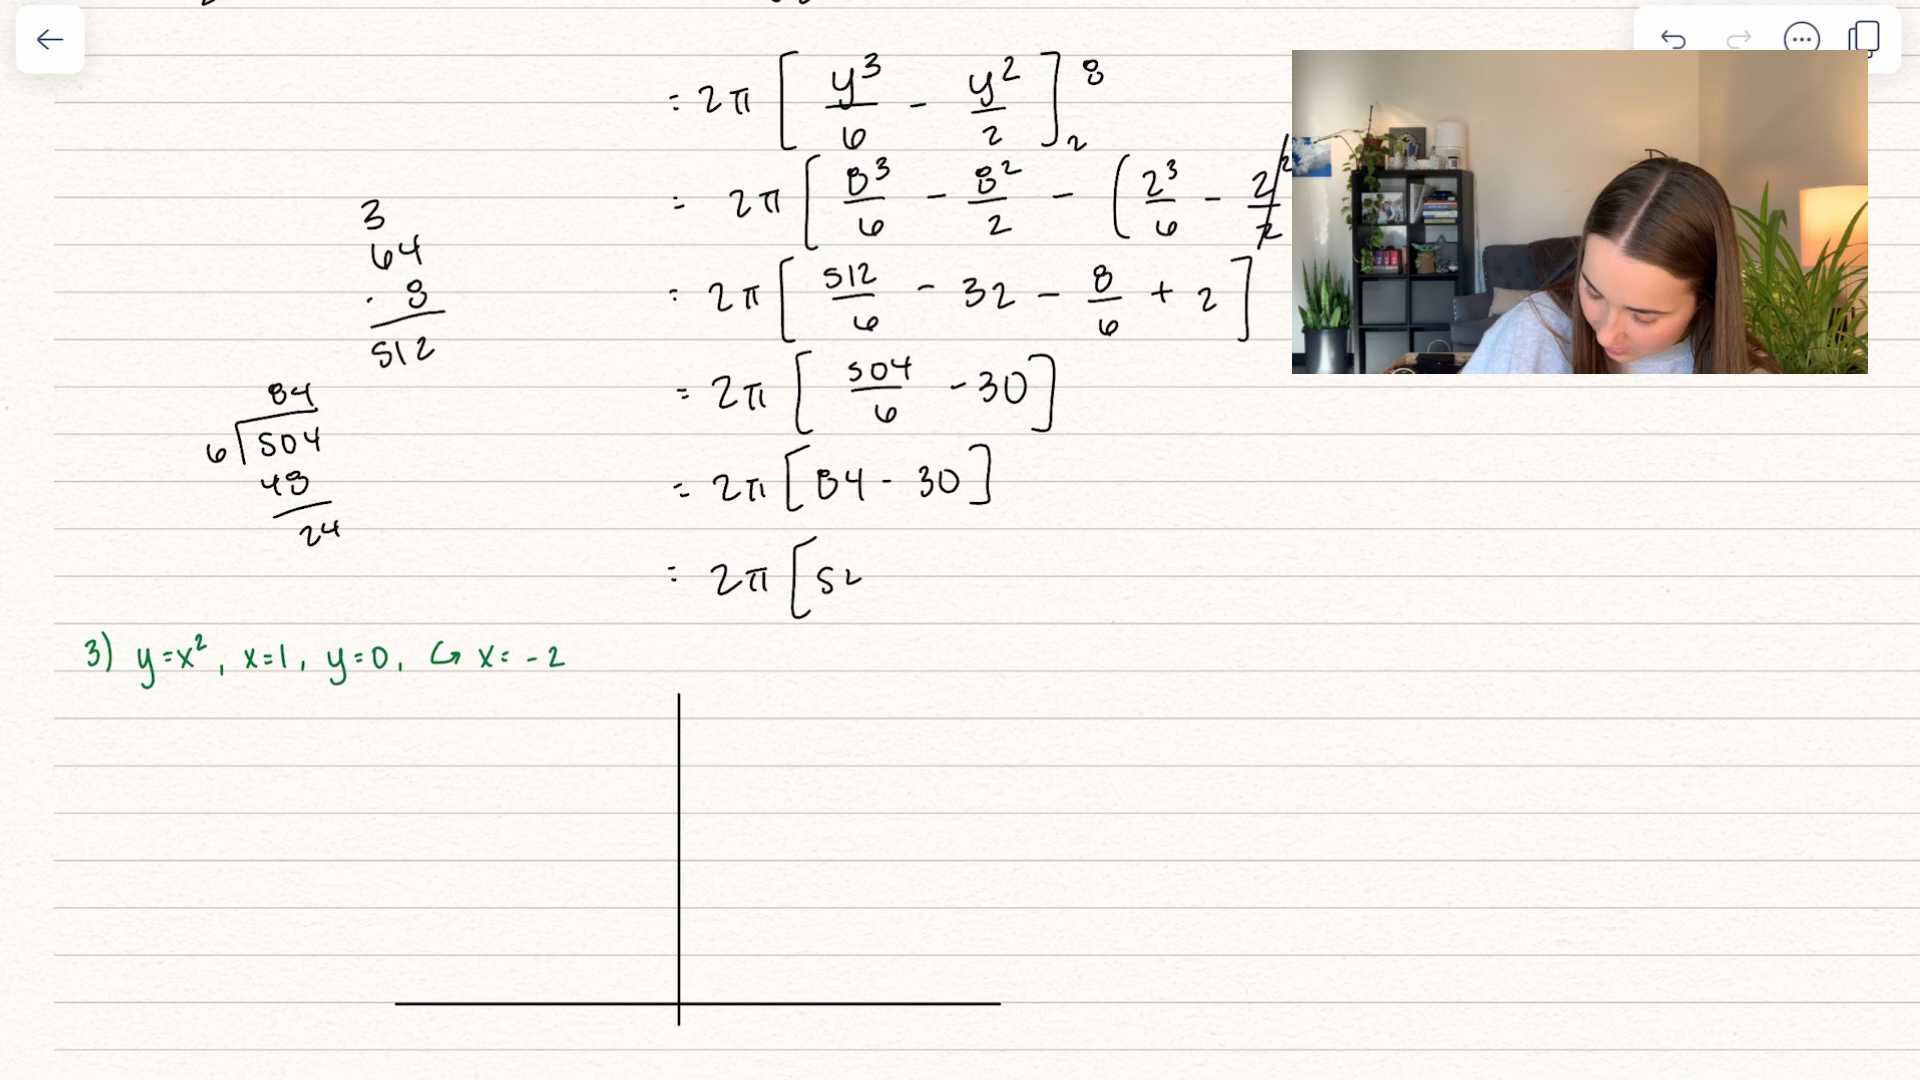 = 2π [ y³/6 - y²/2 ]₂⁸
= 2π [ 8³/6 - 8²/2 - ( 2³/6 - 2²/2
= 2π [ 512/6 - 32 - 8/6 + 2 ]
= 2π [ 504/6 - 30 ]
= 2π [ 84 - 30 ]
= 2π [ 52
3
64
· 8
512
84
6 504
48
24
3) y = x², x = 1, y = 0, ↪ x = -2